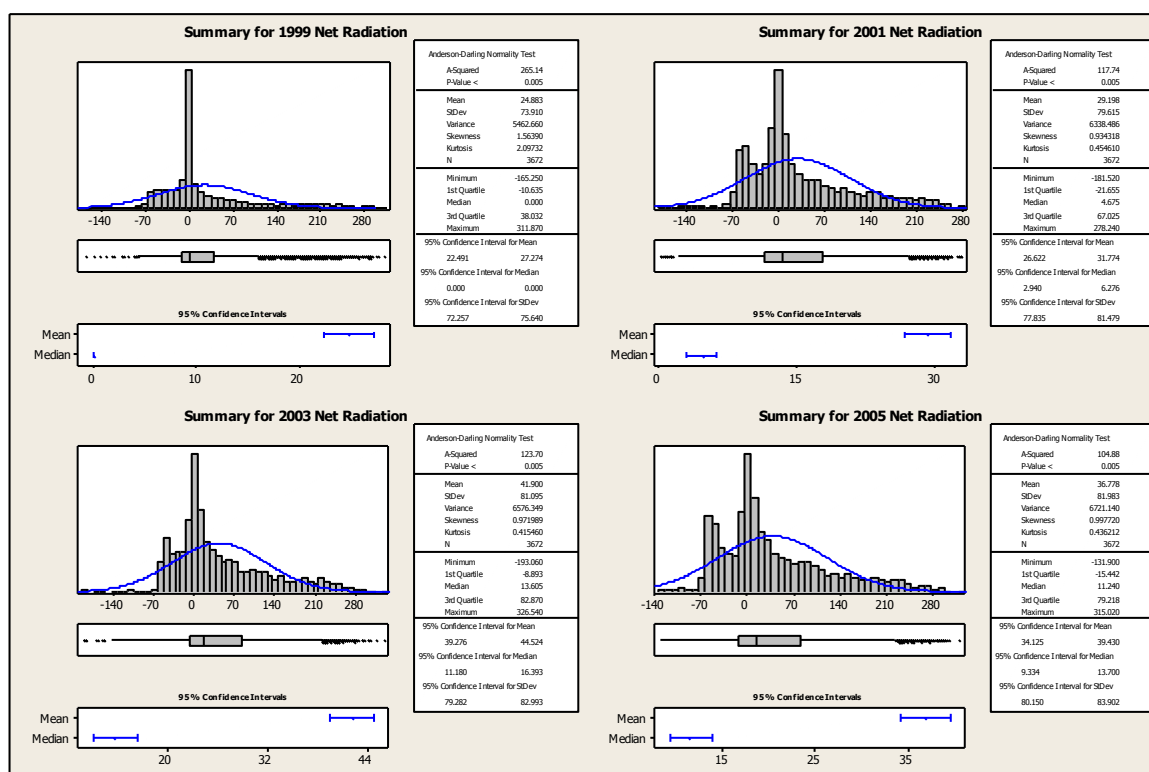 Summary for 1999 Net Radiation
-140 -70 0 70 140 210 280
Anderson-Darling Normality Test
A-Squared 265.14
P-Value < 0.005
Mean 24.883
StDev 73.910
Variance 5462.660
Skewness 1.56390
Kurtosis 2.09732
N 3672
Minimum -165.250
1st Quartile -10.635
Median 0.000
3rd Quartile 38.032
Maximum 311.870
95% Confidence Interval for Mean
22.491 27.274
95% Confidence Interval for Median
0.000 0.000
95% Confidence Interval for StDev
72.257 75.640
95% Confidence Intervals
Mean
Median
0 10 20
Summary for 2001 Net Radiation
-140 -70 0 70 140 210 280
Anderson-Darling Normality Test
A-Squared 117.74
P-Value < 0.005
Mean 29.198
StDev 79.615
Variance 6338.486
Skewness 0.934318
Kurtosis 0.454610
N 3672
Minimum -181.520
1st Quartile -21.655
Median 4.675
3rd Quartile 67.025
Maximum 278.240
95% Confidence Interval for Mean
26.622 31.774
95% Confidence Interval for Median
2.940 6.276
95% Confidence Interval for StDev
77.835 81.479
95% Confidence Intervals
Mean
Median
0 15 30
Summary for 2003 Net Radiation
-140 -70 0 70 140 210 280
Anderson-Darling Normality Test
A-Squared 123.70
P-Value < 0.005
Mean 41.900
StDev 81.095
Variance 6576.349
Skewness 0.971989
Kurtosis 0.415460
N 3672
Minimum -193.060
1st Quartile -8.893
Median 13.605
3rd Quartile 82.870
Maximum 326.540
95% Confidence Interval for Mean
39.276 44.524
95% Confidence Interval for Median
11.180 16.393
95% Confidence Interval for StDev
79.282 82.993
95% Confidence Intervals
Mean
Median
20 32 44
Summary for 2005 Net Radiation
-140 -70 0 70 140 210 280
Anderson-Darling Normality Test
A-Squared 104.88
P-Value < 0.005
Mean 36.778
StDev 81.983
Variance 6721.140
Skewness 0.997720
Kurtosis 0.436212
N 3672
Minimum -131.900
1st Quartile -15.442
Median 11.240
3rd Quartile 79.218
Maximum 315.020
95% Confidence Interval for Mean
34.125 39.430
95% Confidence Interval for Median
9.334 13.700
95% Confidence Interval for StDev
80.150 83.902
95% Confidence Intervals
Mean
Median
15 25 35